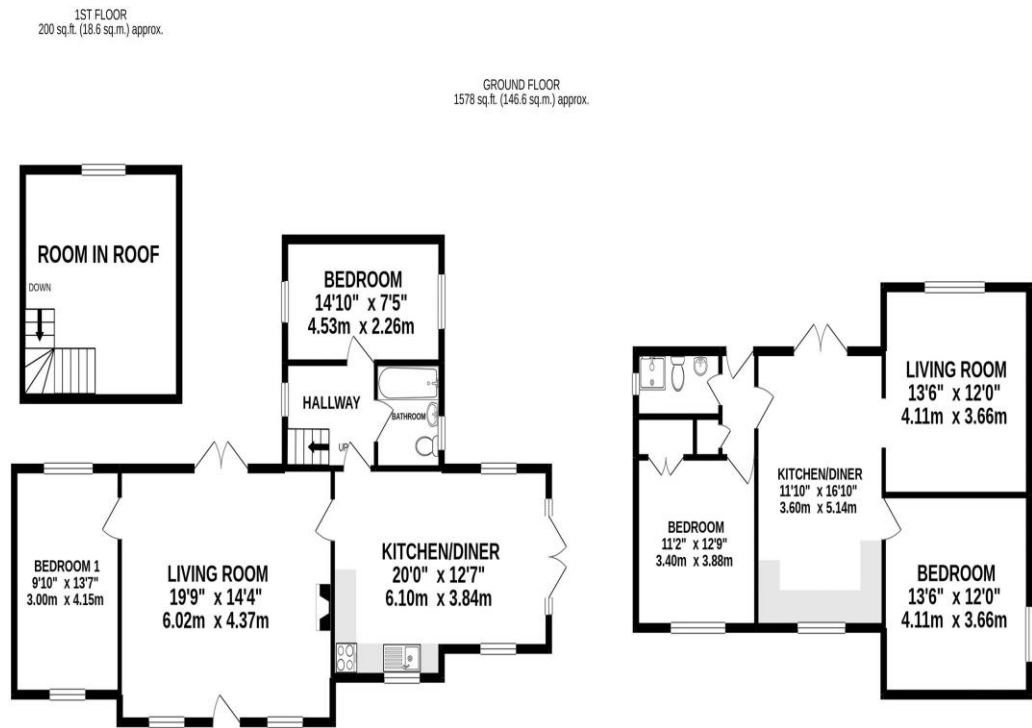 1ST FLOOR
200 sq.ft. (18.6 sq.m.) approx.
GROUND FLOOR
1578 sq.ft. (146.6 sq.m.) approx.
ROOM IN ROOF
DOWN
BEDROOM
14'10" x 7'5"
4.53m x 2.26m
HALLWAY
BATHROOM
UP
BEDROOM 1
9'10" x 13'7"
3.00m x 4.15m
LIVING ROOM
19'9" x 14'4"
6.02m x 4.37m
KITCHEN/DINER
20'0" x 12'7"
6.10m x 3.84m
LIVING ROOM
13'6" x 12'0"
4.11m x 3.66m
KITCHEN/DINER
11'10" x 16'10"
3.60m x 5.14m
BEDROOM
11'2" x 12'9"
3.40m x 3.88m
BEDROOM
13'6" x 12'0"
4.11m x 3.66m